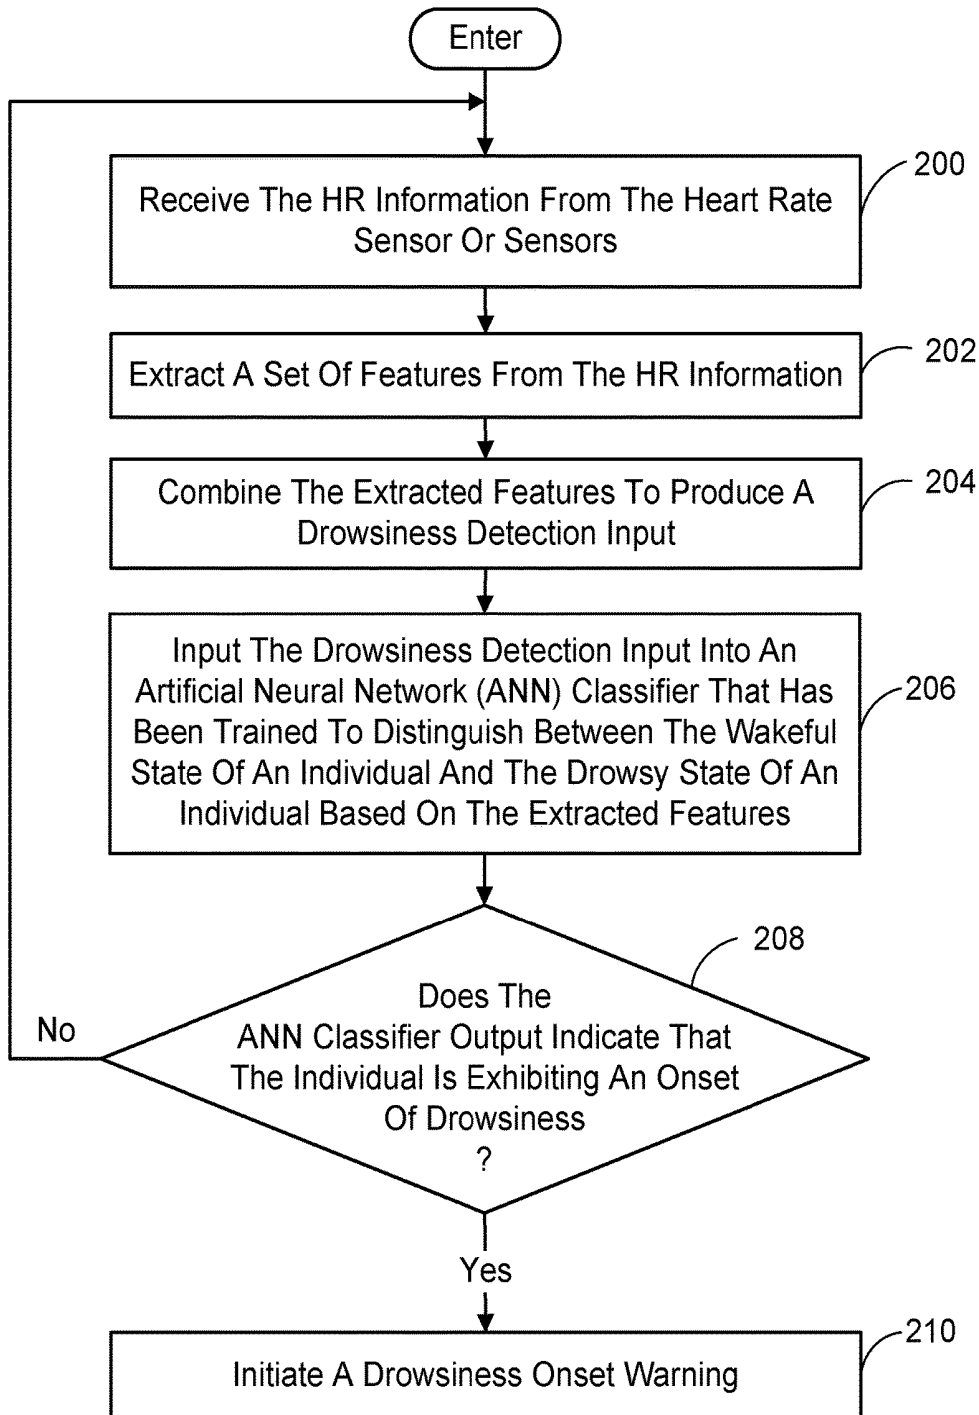 Enter
200
Receive The HR Information From The Heart Rate
Sensor Or Sensors
202
Extract A Set Of Features From The HR Information
204
Combine The Extracted Features To Produce A
Drowsiness Detection Input
206
Input The Drowsiness Detection Input Into An
Artificial Neural Network (ANN) Classifier That Has
Been Trained To Distinguish Between The Wakeful
State Of An Individual And The Drowsy State Of An
Individual Based On The Extracted Features
208
Does The
ANN Classifier Output Indicate That
The Individual Is Exhibiting An Onset
Of Drowsiness
?
No
Yes
210
Initiate A Drowsiness Onset Warning